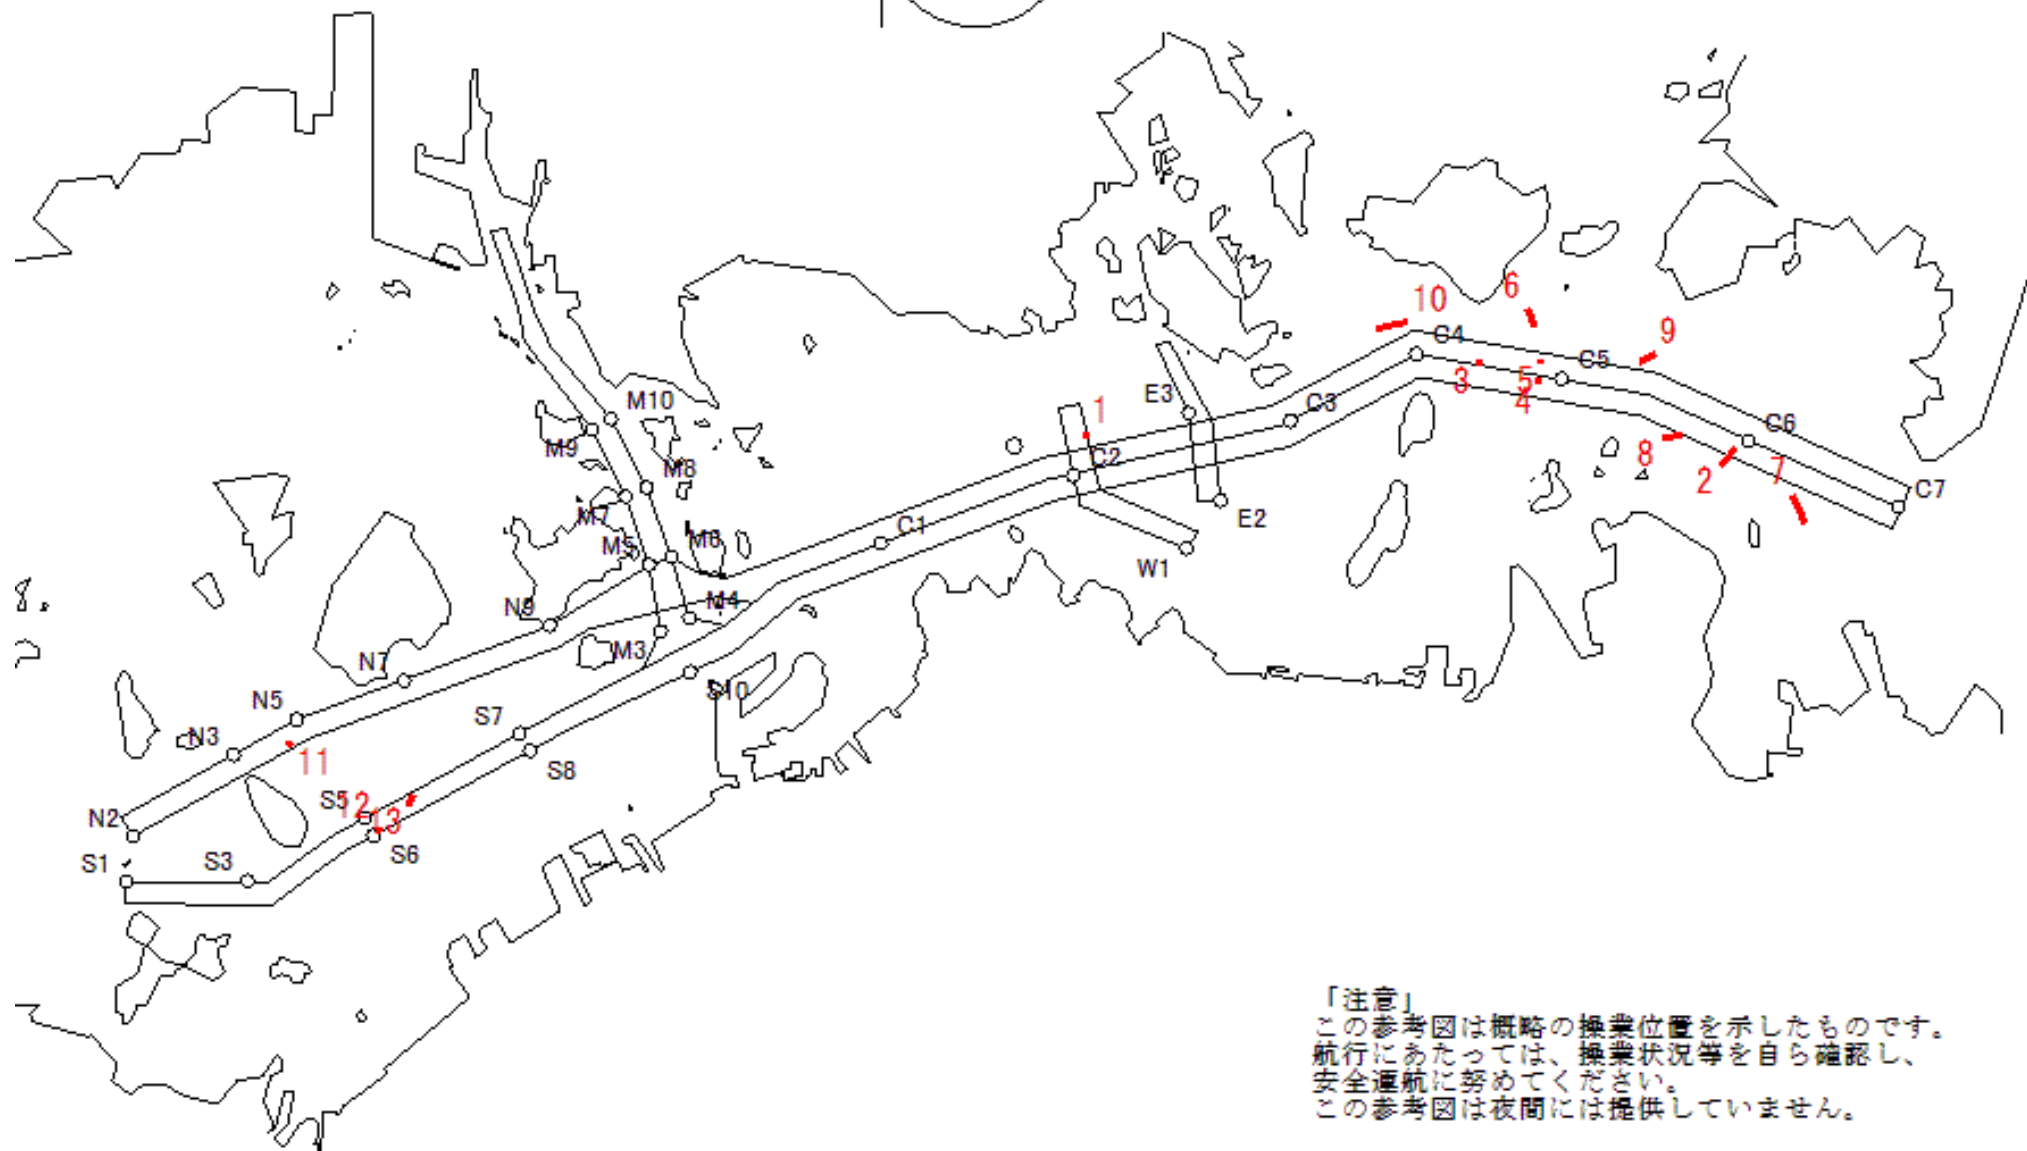 6
10
C4
9
C5
3
5
4
E3
1
C3
C6
M10
M9
M8
C2
8
2
7
C7
M7
E2
C1
M5
M6
W1
N9
M4
M3
N7
S10
N5
S7
N3
11
S8
S5
12
13
N2
S6
S1
S3
「注意」
この参考図は概略の操業位置を示したものです。
航行にあたっては、操業状況等を自ら確認し、
安全運航に努めてください。
この参考図は夜間には提供していません。